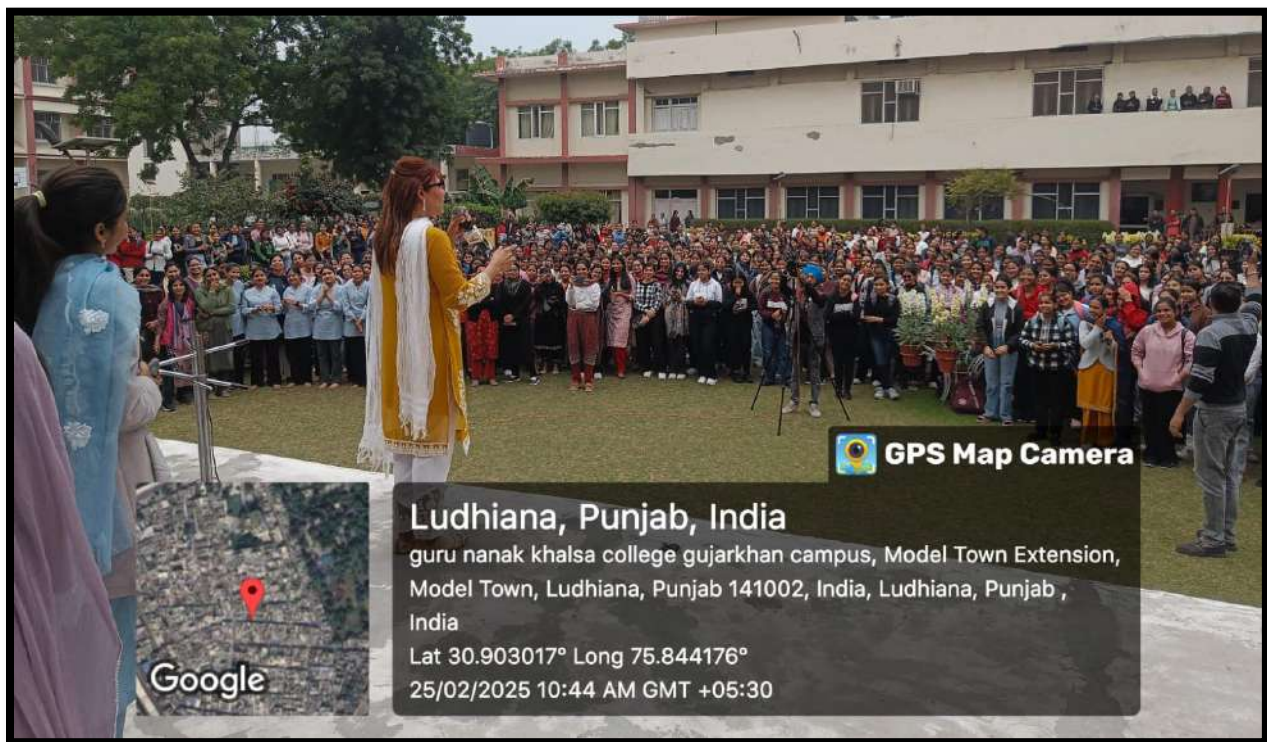 GPS Map Camera
Ludhiana, Punjab, India
guru nanak khalsa college gujarkhan campus, Model Town Extension,
Model Town, Ludhiana, Punjab 141002, India, Ludhiana, Punjab ,
India
Lat 30.903017° Long 75.844176°
25/02/2025 10:44 AM GMT +05:30
Google